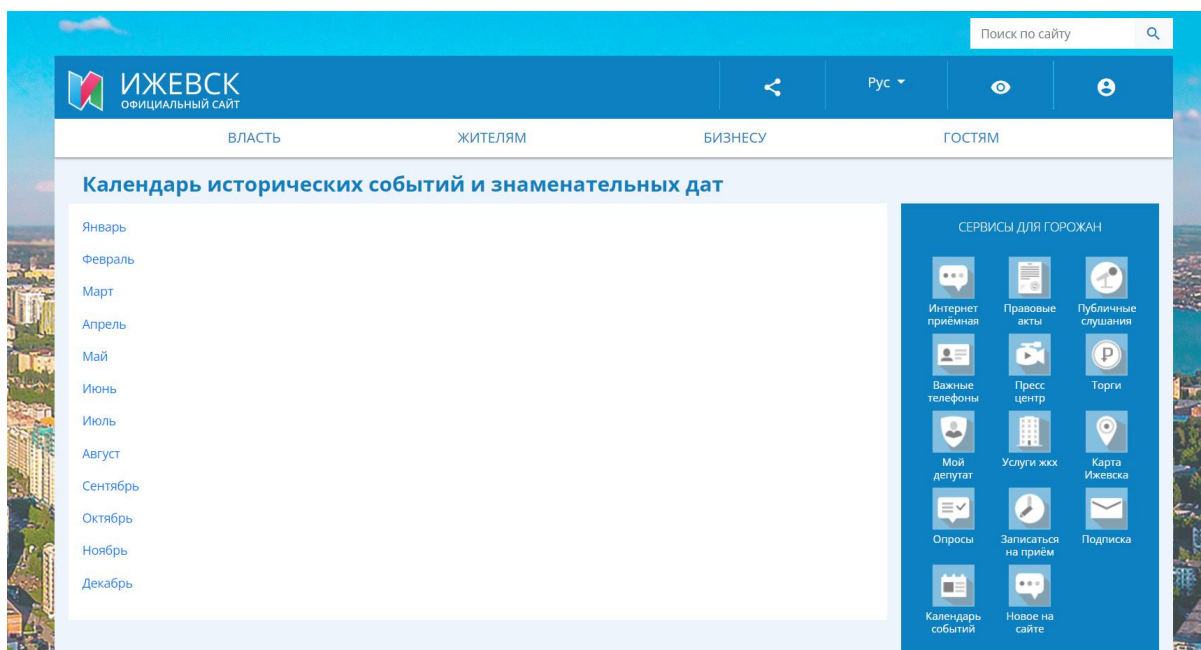 Поиск по сайту
ИЖЕВСК
ОФИЦИАЛЬНЫЙ САЙТ
Рус
ВЛАСТЬ
ЖИТЕЛЯМ
БИЗНЕСУ
ГОСТЯМ
Календарь исторических событий и знаменательных дат
Январь
Февраль
Март
Апрель
Май
Июнь
Июль
Август
Сентябрь
Октябрь
Ноябрь
Декабрь
СЕРВИСЫ ДЛЯ ГОРОЖАН
Интернет
приёмная
Правовые
акты
Публичные
слушания
Важные
телефоны
Пресс
центр
Торги
Мой
депутат
Услуги жкх
Карта
Ижевска
Опросы
Записаться
на приём
Подписка
Календарь
событий
Новое на
сайте